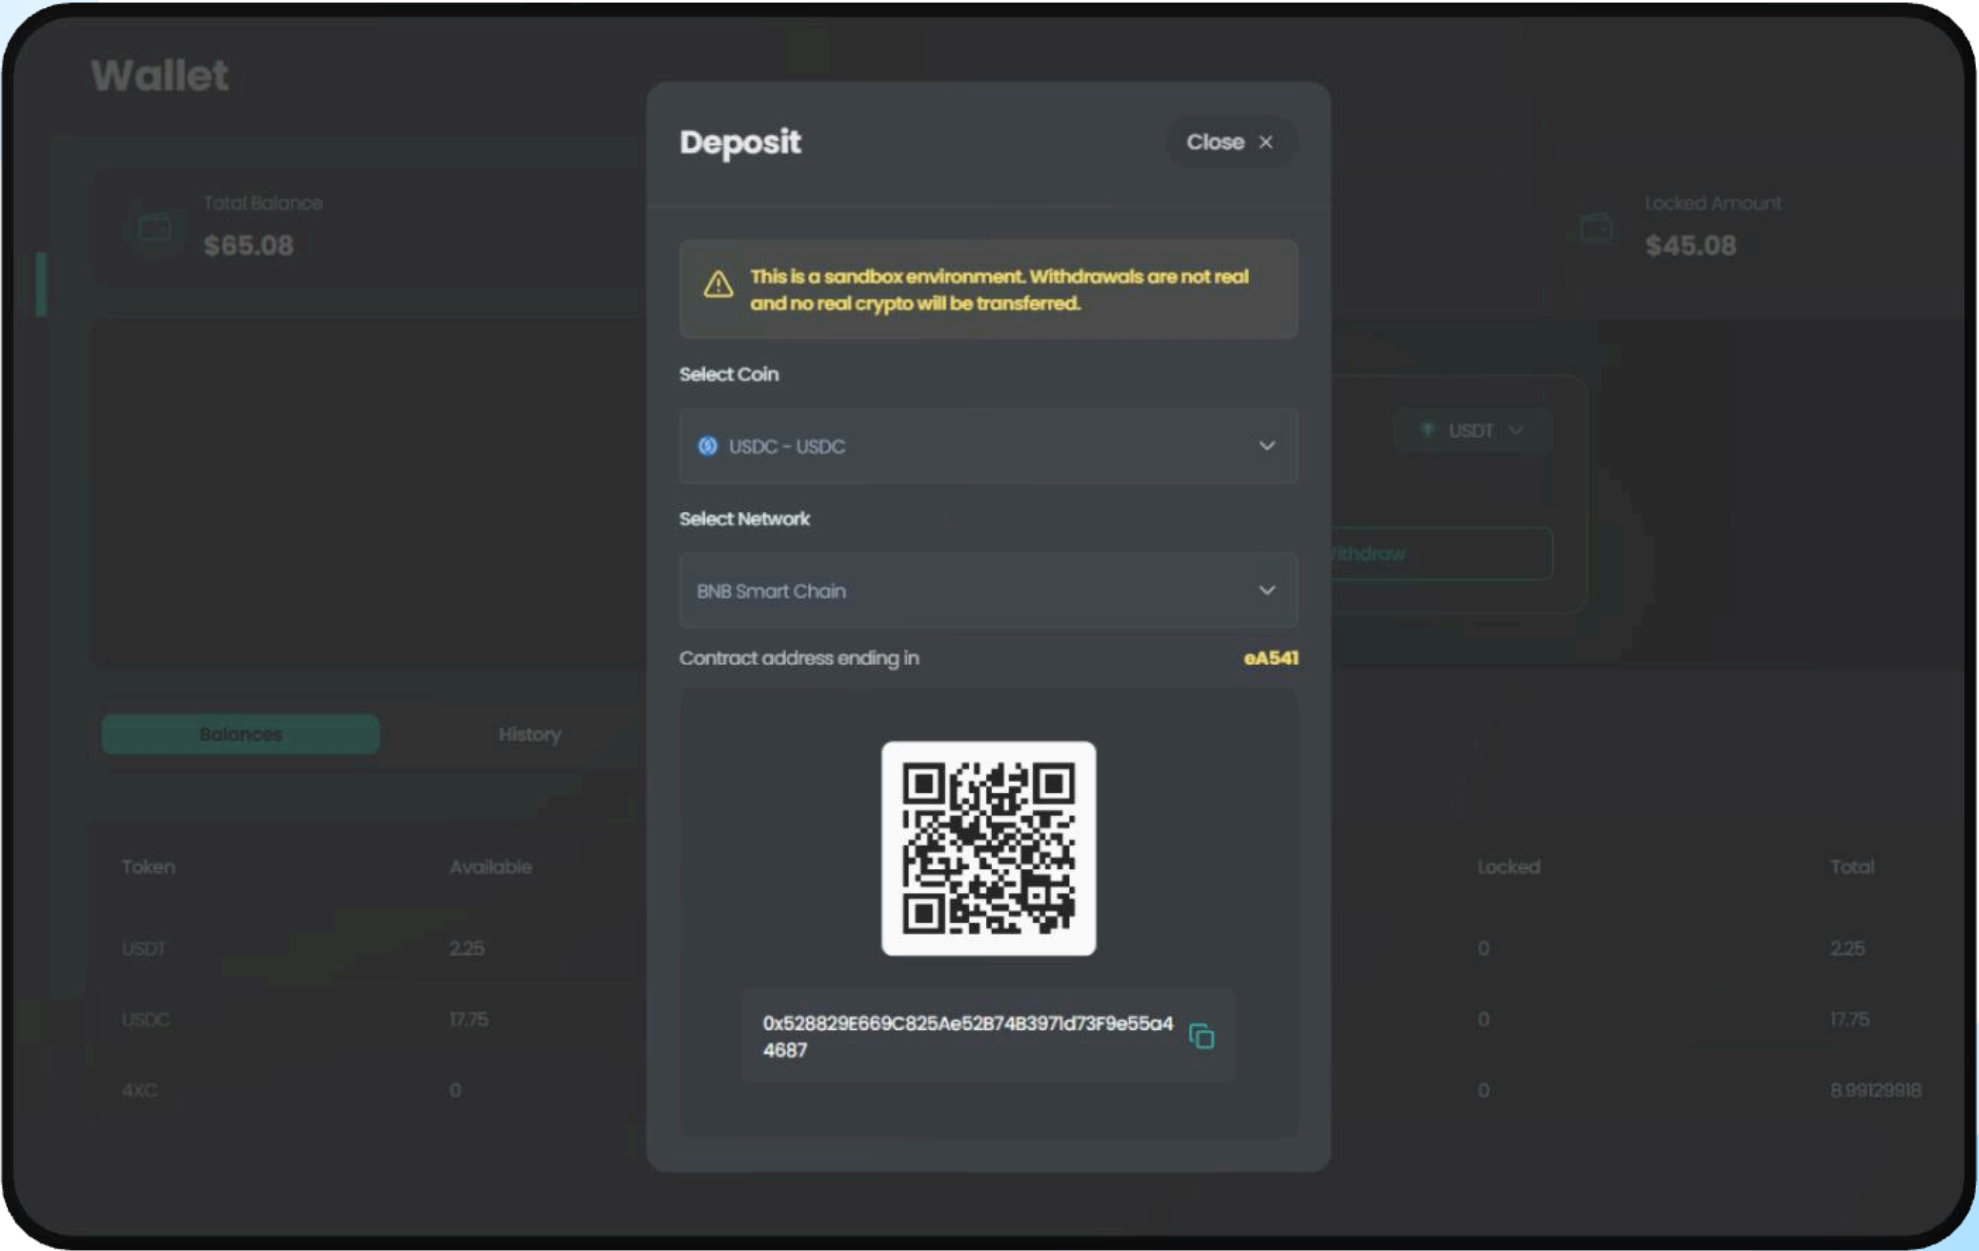 Wallet
Deposit
Close
Total Balance
$65.08
Locked Amount
$45.08
This is a sandbox environment. Withdrawals are not real
and no real crypto will be transferred.
Select Coin
USDC - USDC
USDT
Select Network
Withdraw
BNB Smart Chain
Contract address ending in eA541
Balances History
0x528829E669C825Ae52B74B3971d73F9e55a4
4687
Token Available Locked Total
USDT 2.25 0 2.25
USDC 17.75 0 17.75
4XC 0 0 8.99129918